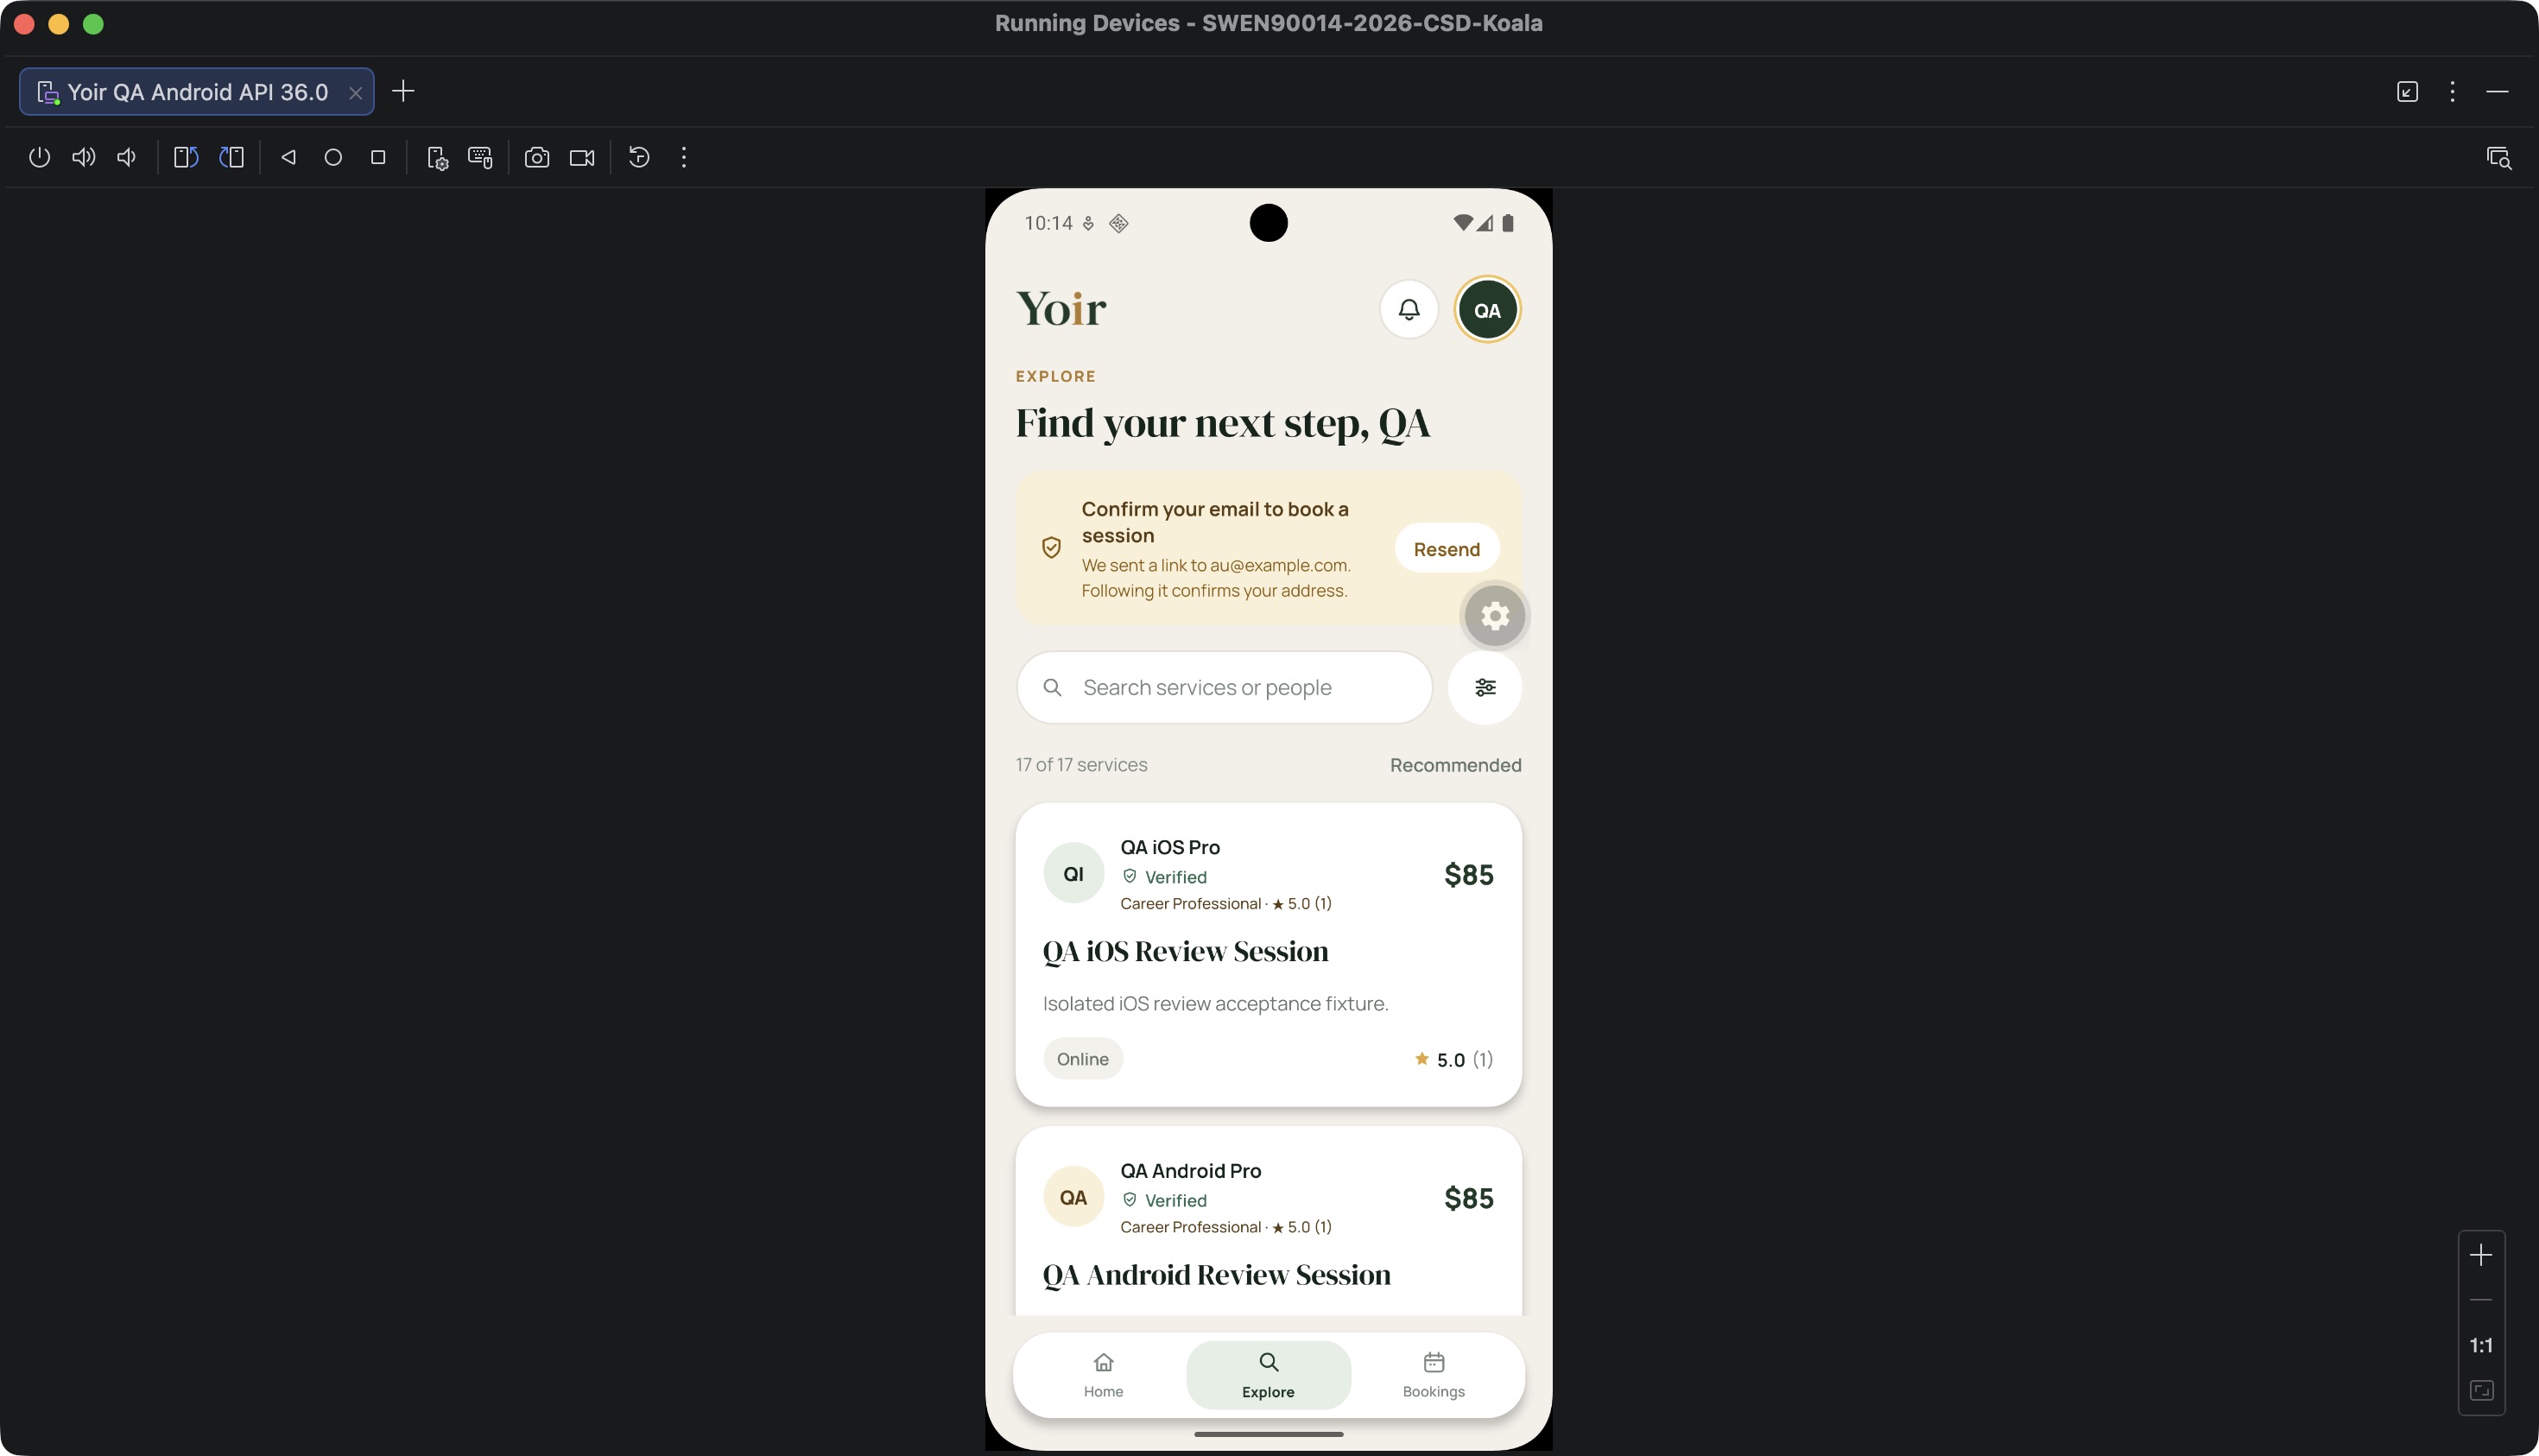 Running Devices - SWEN90014-2026-CSD-Koala
Yoir QA Android API 36.0
10:14
Yoir
QA
EXPLORE
Find your next step, QA
Confirm your email to book a
session
We sent a link to au@example.com.
Following it confirms your address.
Resend
Search services or people
17 of 17 services
Recommended
QI
QA iOS Pro
Verified
Career Professional · ★ 5.0 (1)
$85
QA iOS Review Session
Isolated iOS review acceptance fixture.
Online
★ 5.0 (1)
QA
QA Android Pro
Verified
Career Professional · ★ 5.0 (1)
$85
QA Android Review Session
Home
Explore
Bookings
1:1